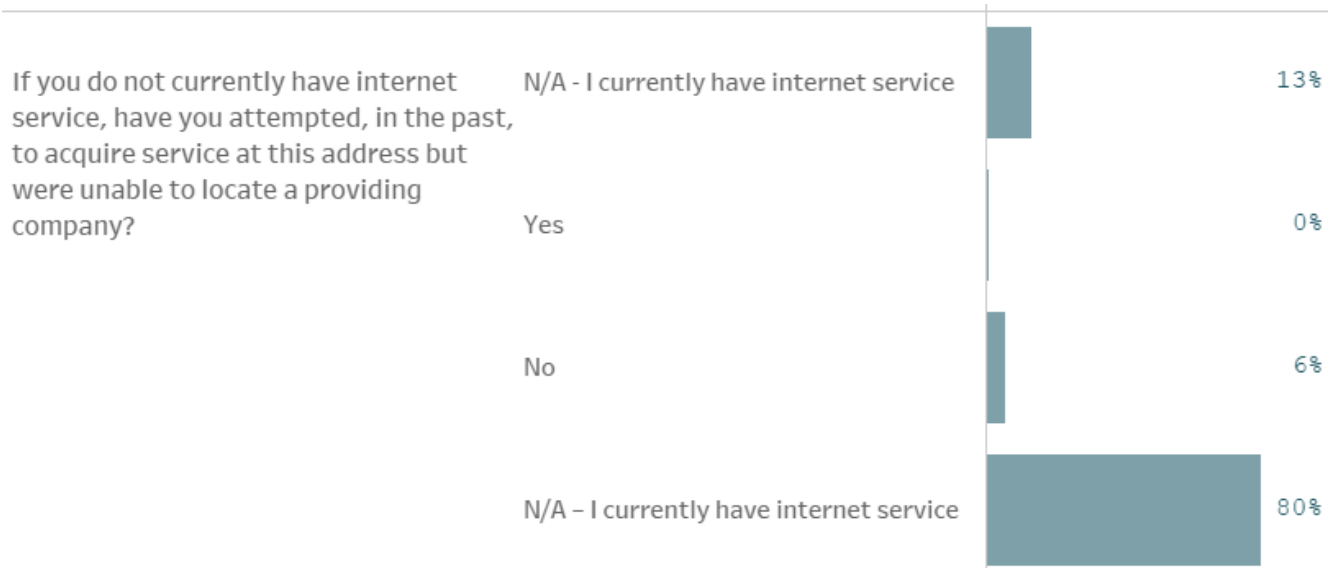 If you do not currently have internet
service, have you attempted, in the past,
to acquire service at this address but
were unable to locate a providing
company?
N/A - I currently have internet service 13%
Yes 0%
No 6%
N/A – I currently have internet service 80%